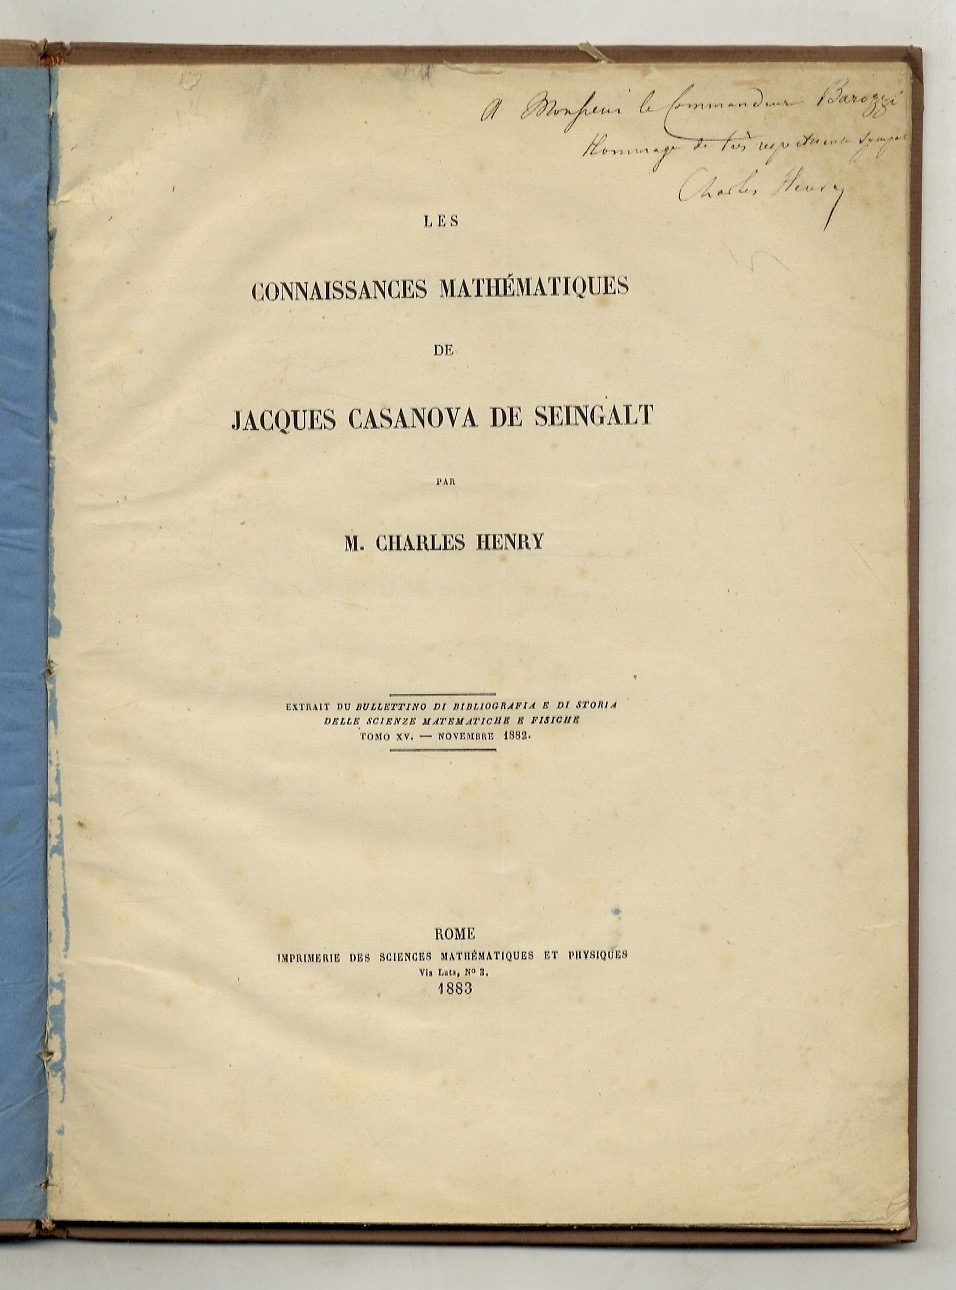 A Monsieur le Commandeur Barozzi
Hommage de très respectueuse sympat
Charles Henry
LES
CONNAISSANCES MATHÉMATIQUES
DE
JACQUES CASANOVA DE SEINGALT
PAR
M. CHARLES HENRY
EXTRAIT DU BULLETTINO DI BIBLIOGRAFIA E DI STORIA
DELLE SCIENZE MATEMATICHE E FISICHE
TOMO XV. — NOVEMBRE 1882.
ROME
IMPRIMERIE DES SCIENCES MATHÉMATIQUES ET PHYSIQUES
Via Lata, Nº 3.
1883